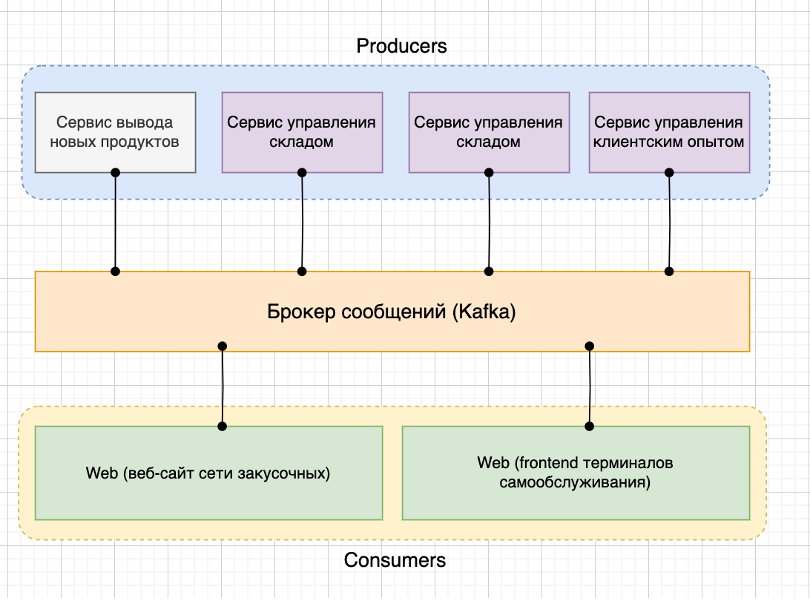 Producers
Сервис вывода
новых продуктов
Сервис управления
складом
Сервис управления
складом
Сервис управления
клиентским опытом
Брокер сообщений (Kafka)
Web (веб-сайт сети закусочных)
Web (frontend терминалов
самообслуживания)
Consumers